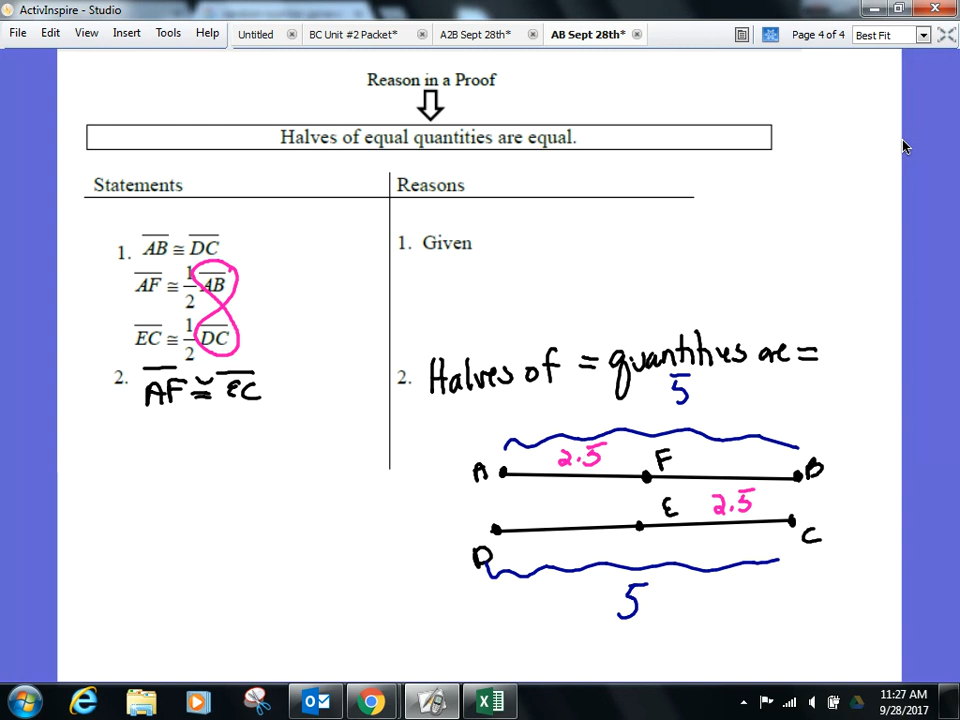 ActivInspire - Studio
File Edit View Insert Tools Help Untitled BC Unit #2 Packet* A2B Sept 28th* AB Sept 28th* Page 4 of 4 Best Fit
Reason in a Proof
Halves of equal quantities are equal.
Statements Reasons
1. AB ≅ DC 1. Given
AF ≅ 1/2 AB
EC ≅ 1/2 DC
2. AF ≅ EC 2. Halves of = quantities are =
5
2.5
A F B
E 2.5
D C
5
11:27 AM
9/28/2017